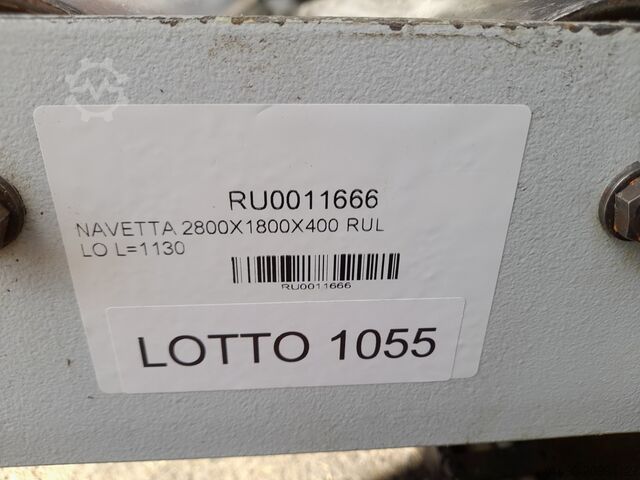 RU0011666
NAVETTA 2800X1800X400 RUL
LO L=1130
RU0011666
LOTTO 1055